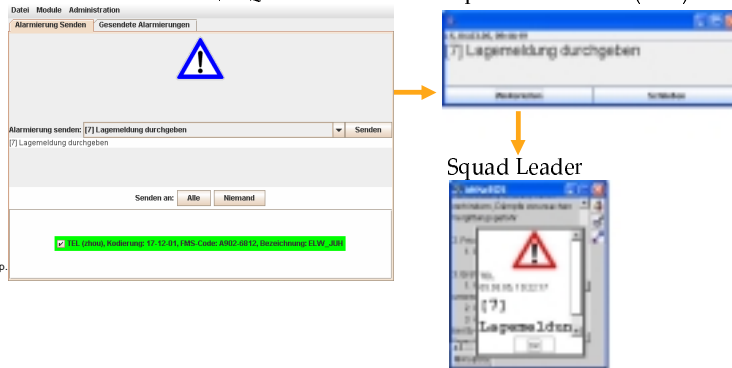 Datei Module Administration
Alarmierung Senden Gesendete Alarmierungen
Alarmierung senden: [7] Lagemeldung durchgeben Senden
[7] Lagemeldung durchgeben
Senden an: Alle Niemand
TEL (zhou), Kodierung: 17-12-01, FMS-Code: A902-6812, Bezeichnung: ELW_JUH
p.
[7] Lagemeldung durchgeben
Weiterleiten Schließen
Squad Leader
TEL,
[7]
Lagemeldun